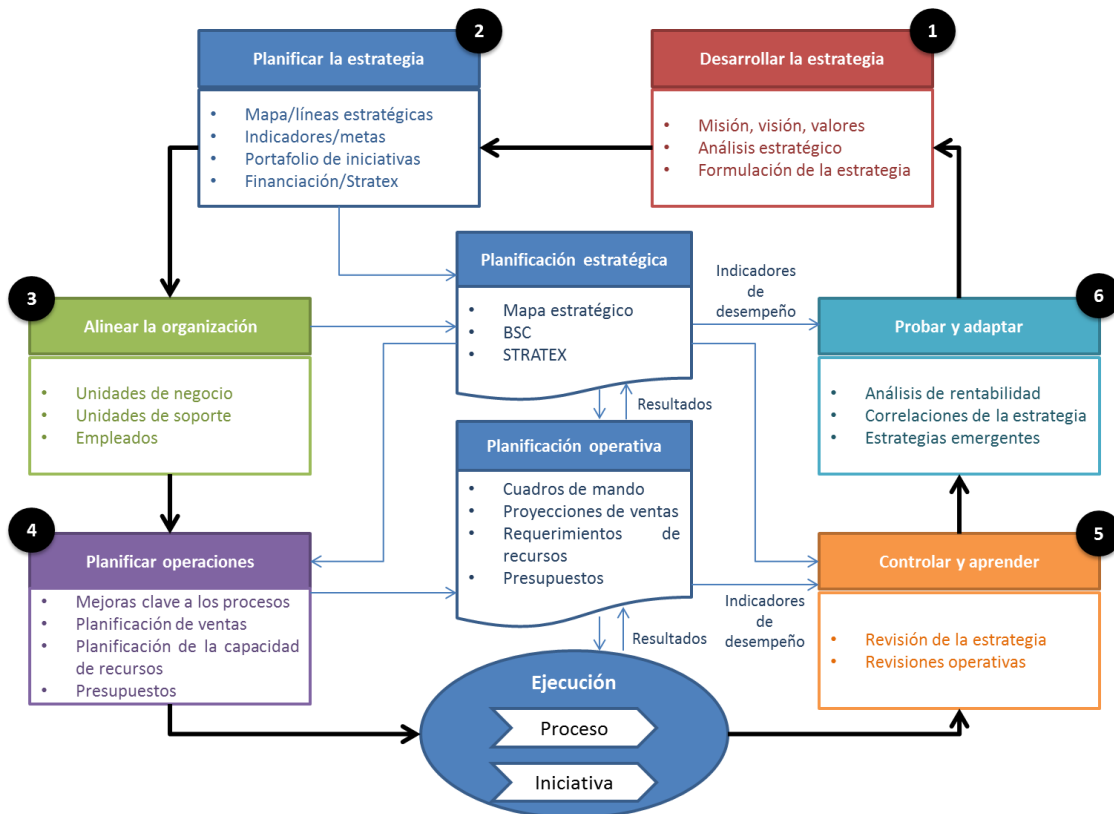 2
Planificar la estrategia
• Mapa/líneas estratégicas
• Indicadores/metas
• Portafolio de iniciativas
• Financiación/Stratex
1
Desarrollar la estrategia
• Misión, visión, valores
• Análisis estratégico
• Formulación de la estrategia
3
Alinear la organización
• Unidades de negocio
• Unidades de soporte
• Empleados
Planificación estratégica
• Mapa estratégico
• BSC
• STRATEX
Indicadores
de
desempeño
6
Probar y adaptar
• Análisis de rentabilidad
• Correlaciones de la estrategia
• Estrategias emergentes
Resultados
4
Planificar operaciones
• Mejoras clave a los procesos
• Planificación de ventas
• Planificación de la capacidad
de recursos
• Presupuestos
Planificación operativa
• Cuadros de mando
• Proyecciones de ventas
• Requerimientos de
recursos
• Presupuestos
Indicadores
de
desempeño
5
Controlar y aprender
• Revisión de la estrategia
• Revisiones operativas
Resultados
Ejecución
Proceso
Iniciativa